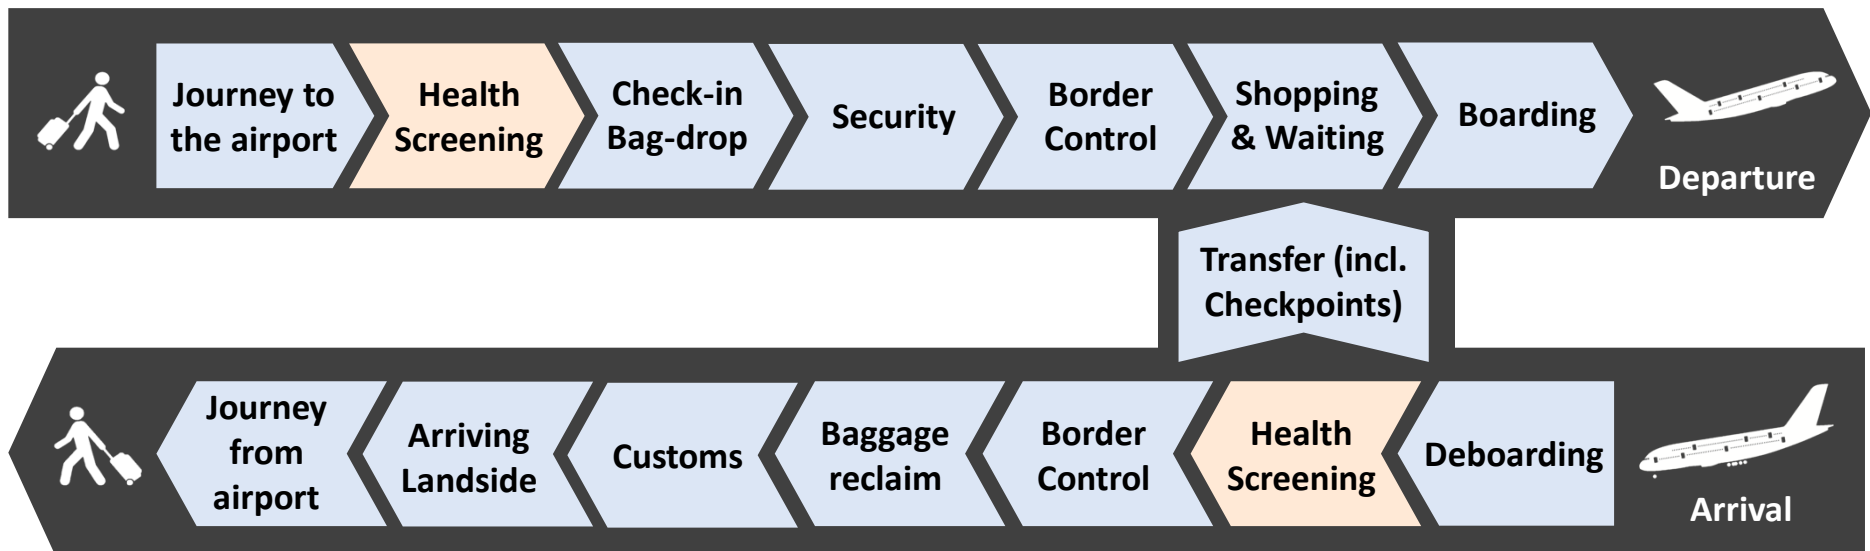 Journey to
the airport
Health
Screening
Check-in
Bag-drop
Security
Border
Control
Shopping
& Waiting
Boarding
Departure
Transfer (incl.
Checkpoints)
Journey
from
airport
Arriving
Landside
Customs
Baggage
reclaim
Border
Control
Health
Screening
Deboarding
Arrival